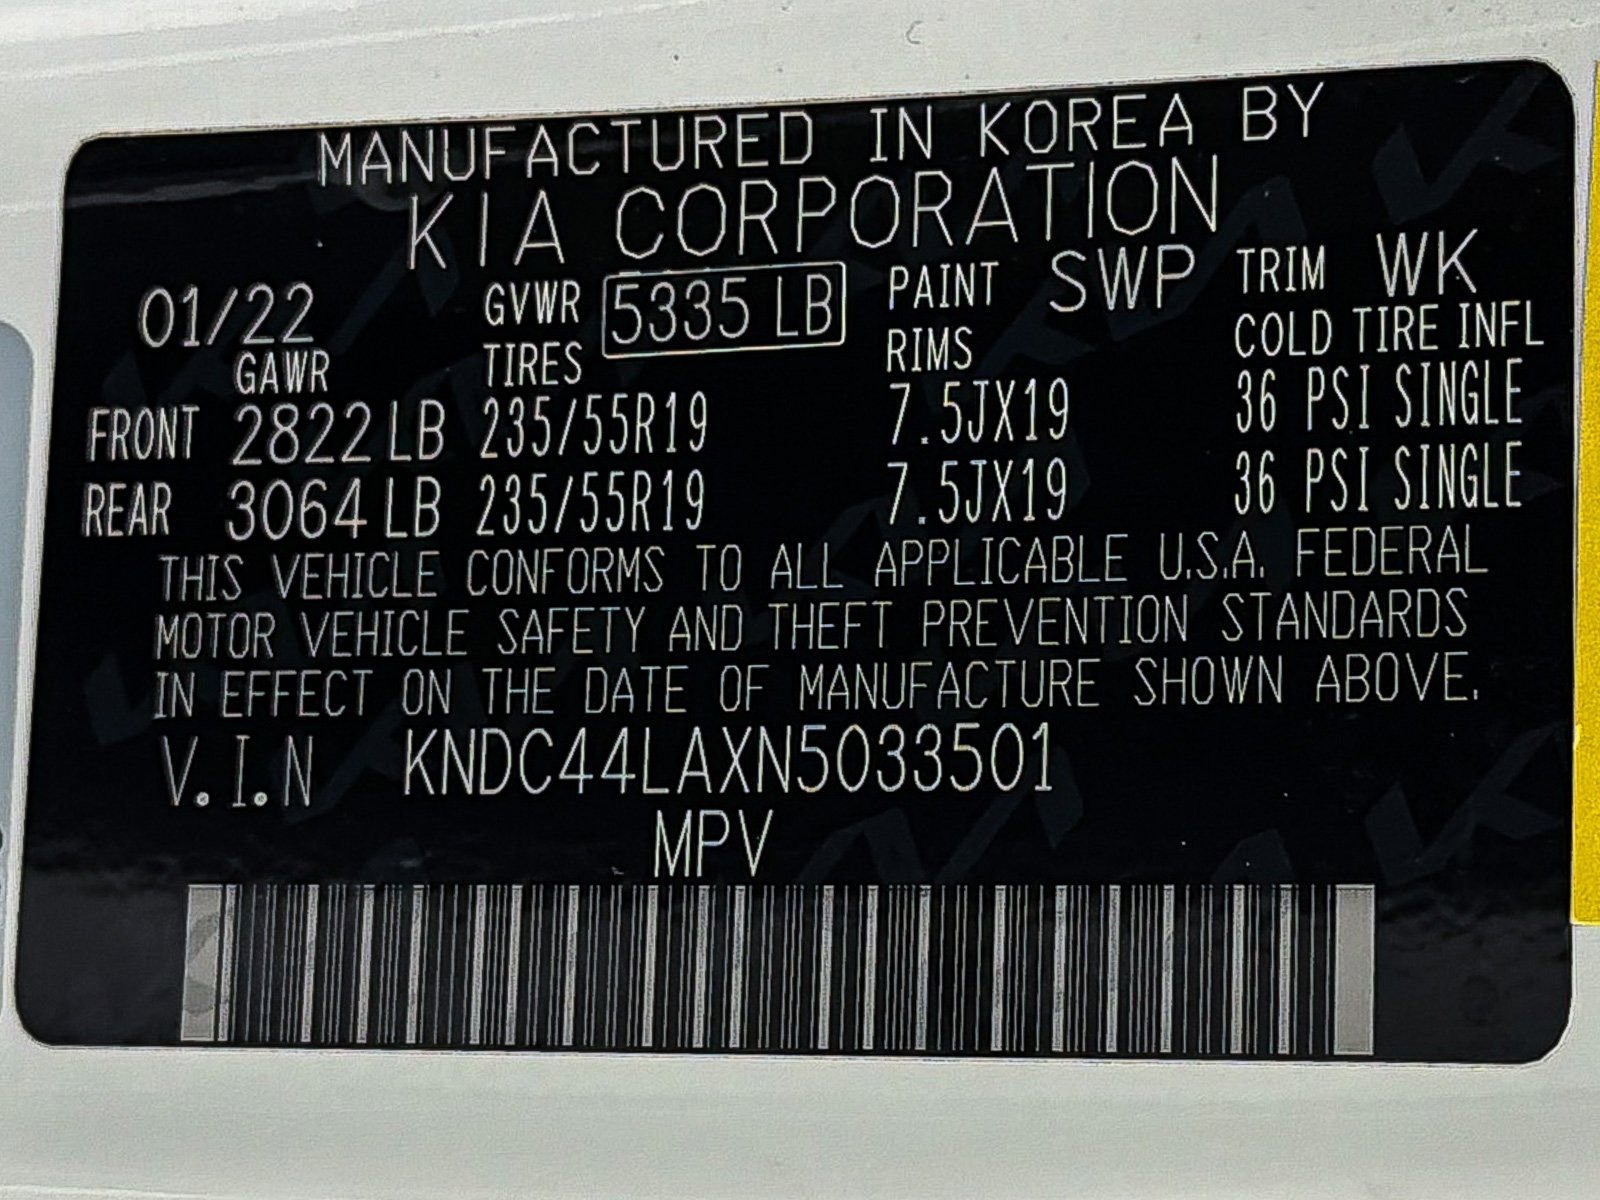 MANUFACTURED IN KOREA BY
KIA CORPORATION
01/22 GVWR 5335 LB PAINT SWP TRIM WK
GAWR TIRES RIMS COLD TIRE INFL
FRONT 2822 LB 235/55R19 7.5JX19 36 PSI SINGLE
REAR 3064 LB 235/55R19 7.5JX19 36 PSI SINGLE
THIS VEHICLE CONFORMS TO ALL APPLICABLE U.S.A. FEDERAL
MOTOR VEHICLE SAFETY AND THEFT PREVENTION STANDARDS
IN EFFECT ON THE DATE OF MANUFACTURE SHOWN ABOVE.
V.I.N KNDC44LAXN5033501
MPV